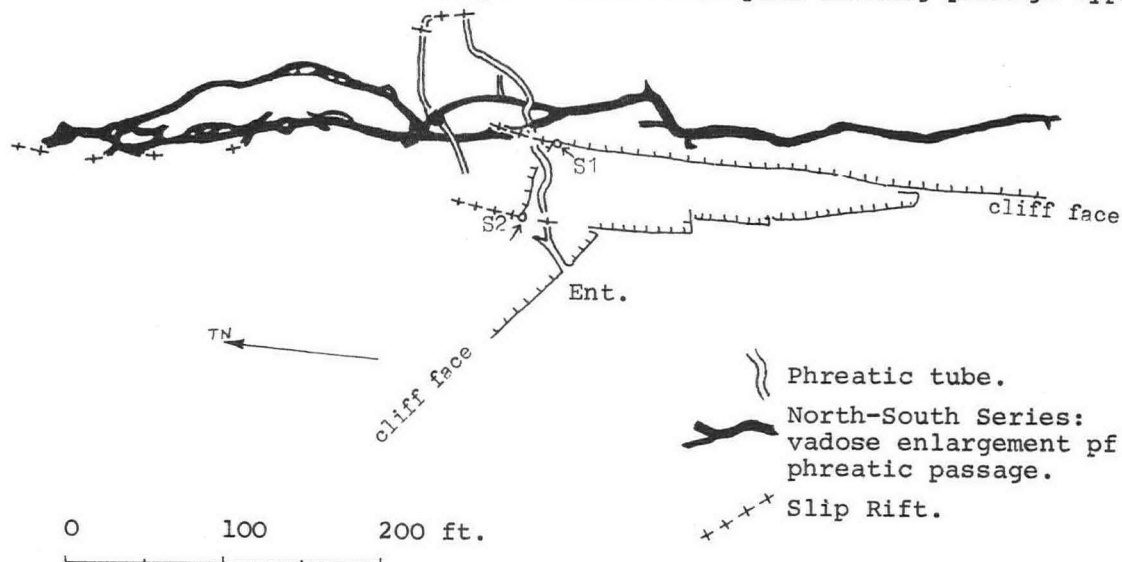 passage
S1
cliff face
S2
Ent.
TN
cliff face
Phreatic tube.
North-South Series:
vadose enlargement pf
phreatic passage.
Slip Rift.
0 100 200 ft.